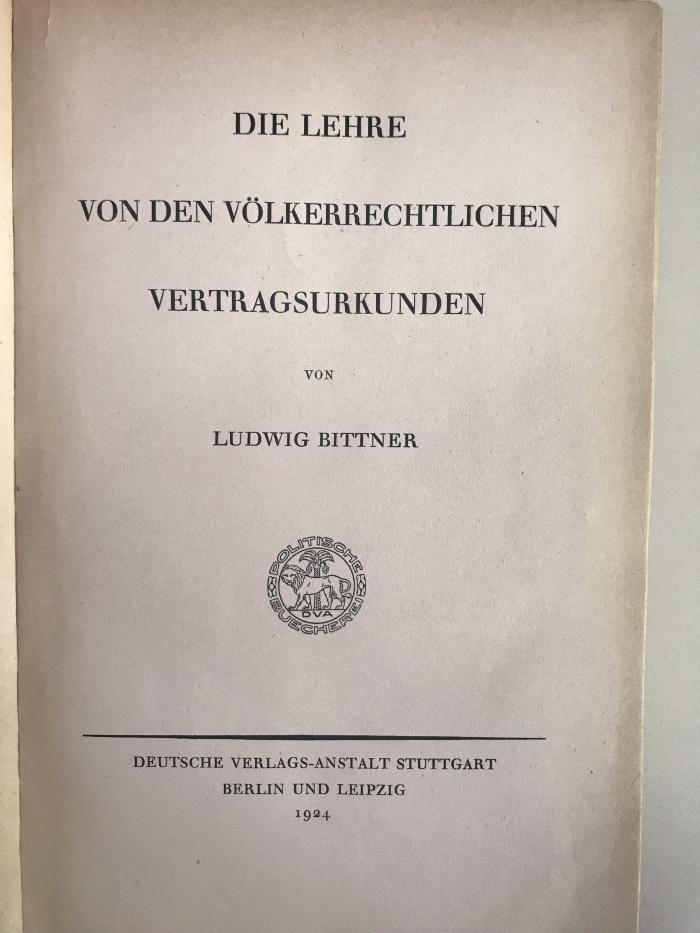 DIE LEHRE
VON DEN VÖLKERRECHTLICHEN
VERTRAGSURKUNDEN
VON
LUDWIG BITTNER
POLITISCHE
DVA
BUECHEREI
DEUTSCHE VERLAGS-ANSTALT STUTTGART
BERLIN UND LEIPZIG
1924